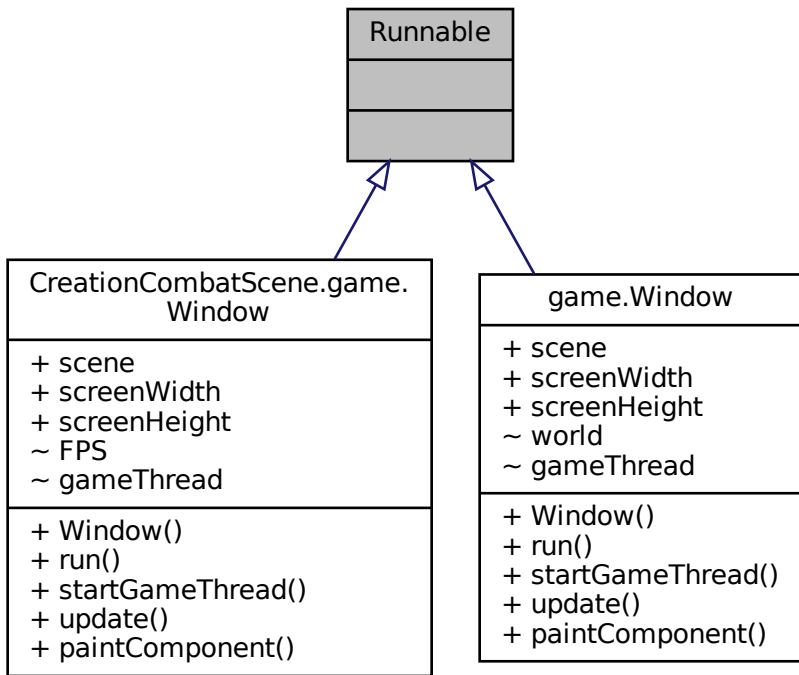 Runnable
CreationCombatScene.game.
Window
+ scene
+ screenWidth
+ screenHeight
~ FPS
~ gameThread
+ Window()
+ run()
+ startGameThread()
+ update()
+ paintComponent()
game.Window
+ scene
+ screenWidth
+ screenHeight
~ world
~ gameThread
+ Window()
+ run()
+ startGameThread()
+ update()
+ paintComponent()